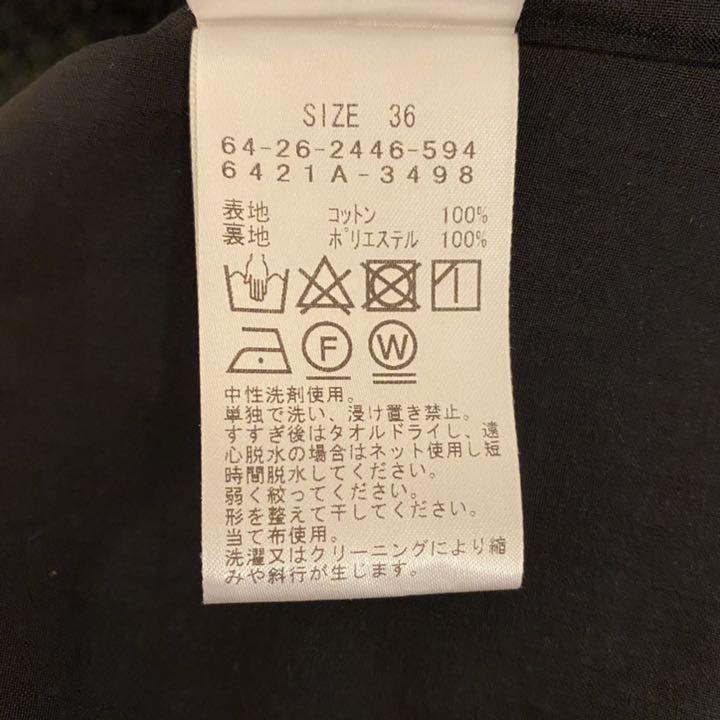 SIZE 36
64-26-2446-594
6421A-3498
表地 コットン 100%
裏地 ポリエステル 100%
F W
中性洗剤使用。
単独で洗い、浸け置き禁止。
すすぎ後はタオルドライし、遠
心脱水の場合はネット使用し短
時間脱水してください。
弱く絞ってください。
形を整えて干してください。
当て布使用。
洗濯又はクリーニングにより縮
みや斜行が生じます。